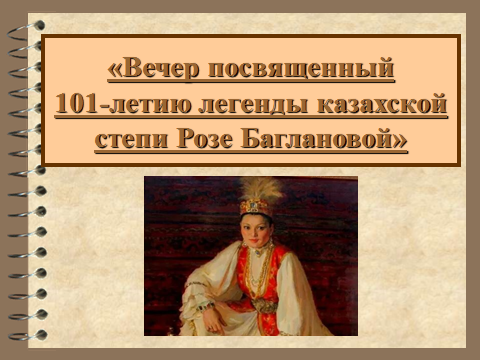 «Вечер посвященный
101-летию легенды казахской
степи Розе Баглановой»